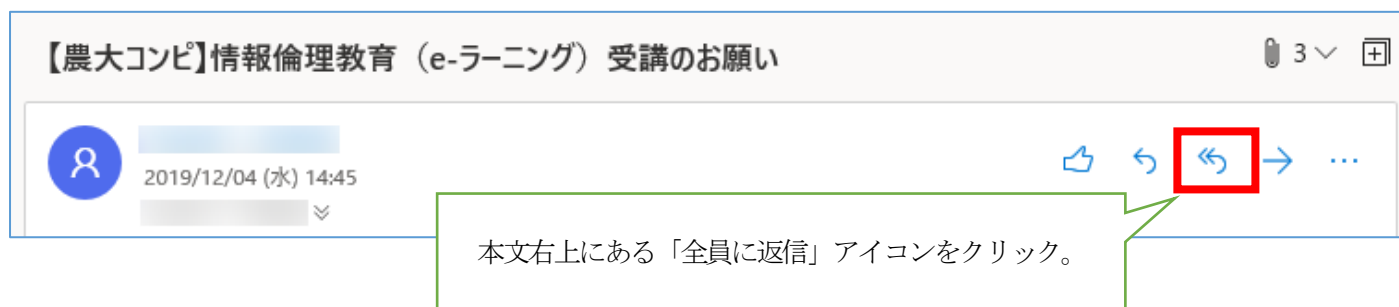 【農大コンピ】情報倫理教育（e-ラーニング）受講のお願い
3
2019/12/04 (水) 14:45
本文右上にある「全員に返信」アイコンをクリック。